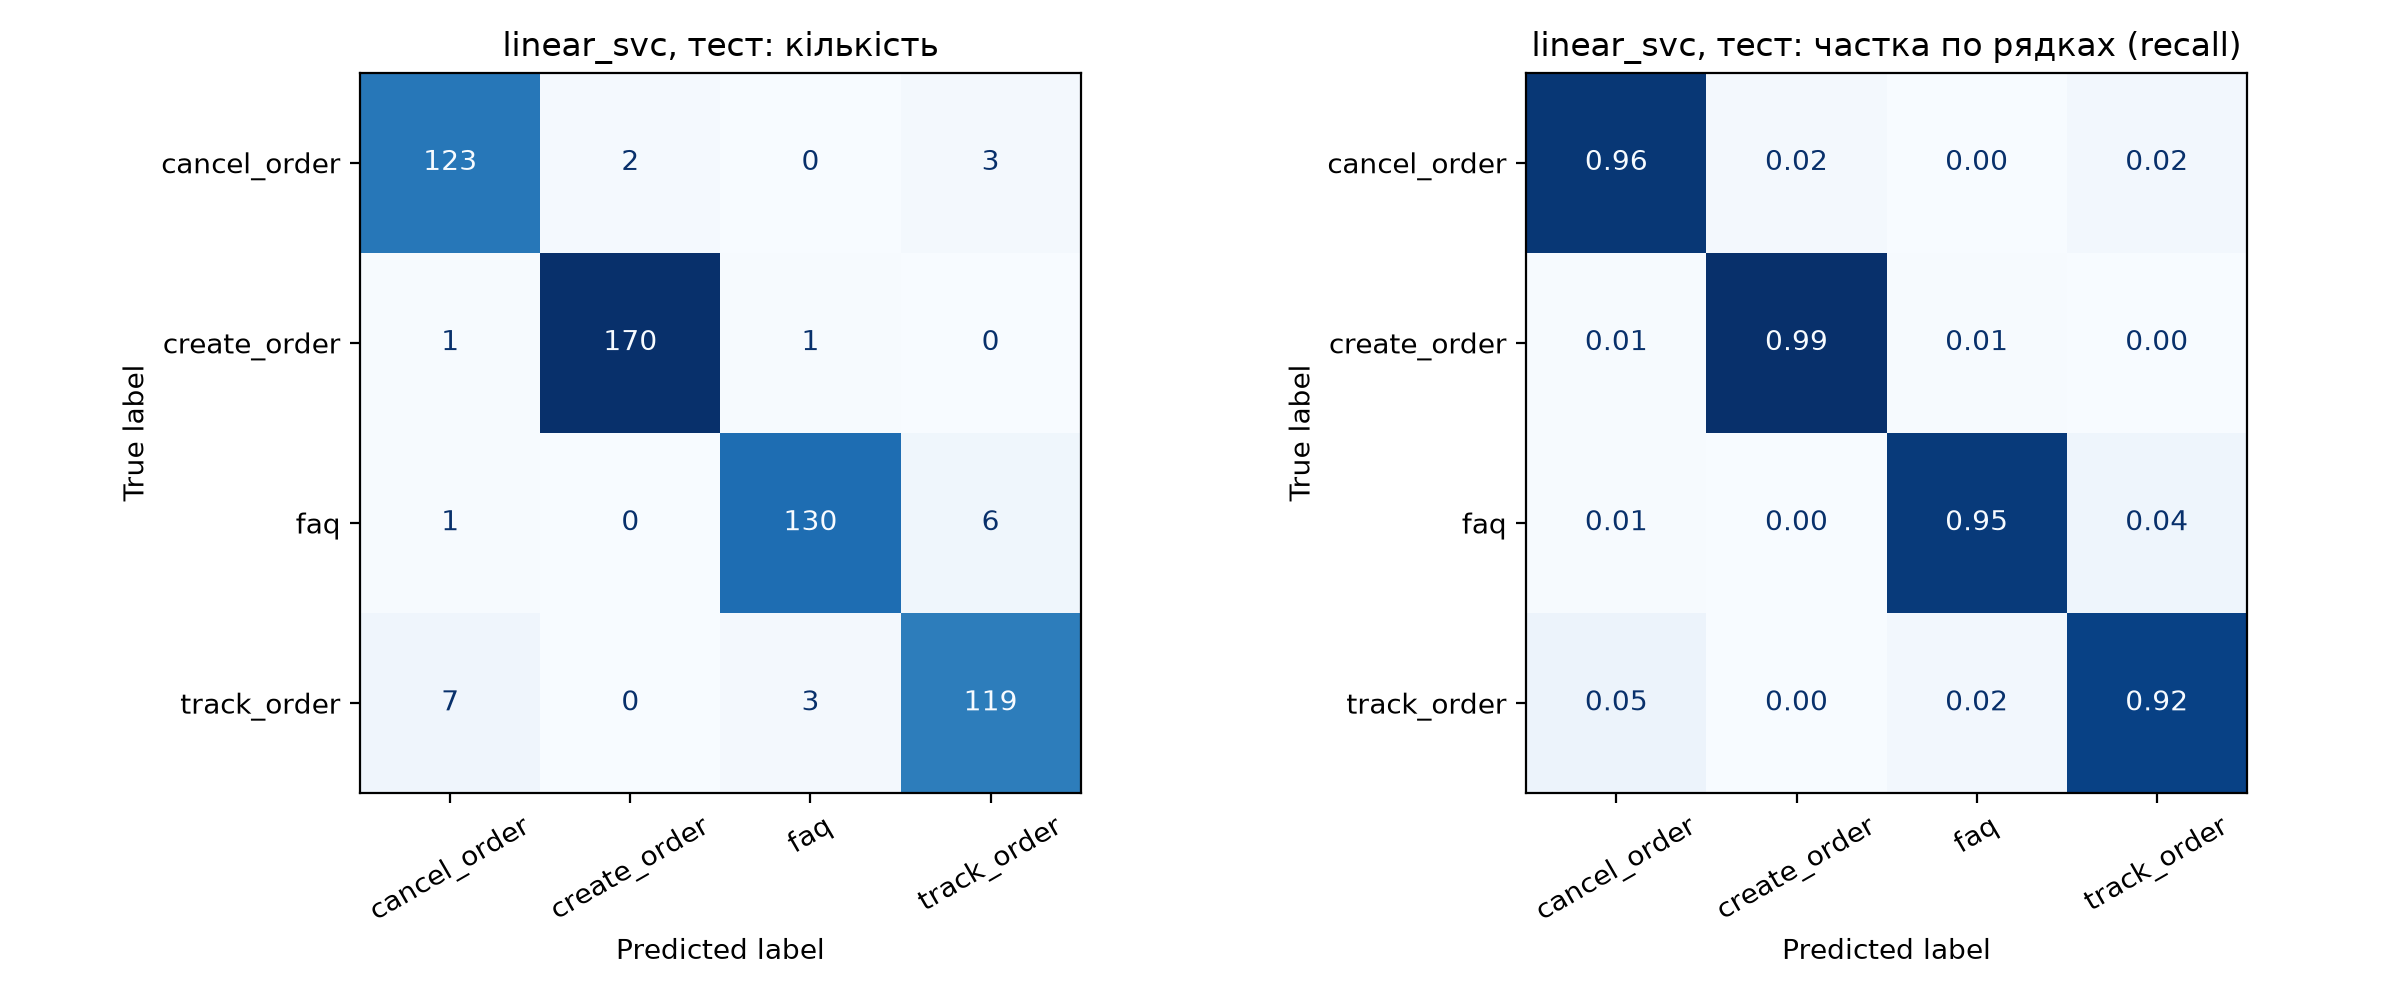 linear_svc, тест: кількість
True label
cancel_order 123 2 0 3
create_order 1 170 1 0
faq 1 0 130 6
track_order 7 0 3 119
cancel_order create_order faq track_order
Predicted label
linear_svc, тест: частка по рядках (recall)
True label
cancel_order 0.96 0.02 0.00 0.02
create_order 0.01 0.99 0.01 0.00
faq 0.01 0.00 0.95 0.04
track_order 0.05 0.00 0.02 0.92
cancel_order create_order faq track_order
Predicted label